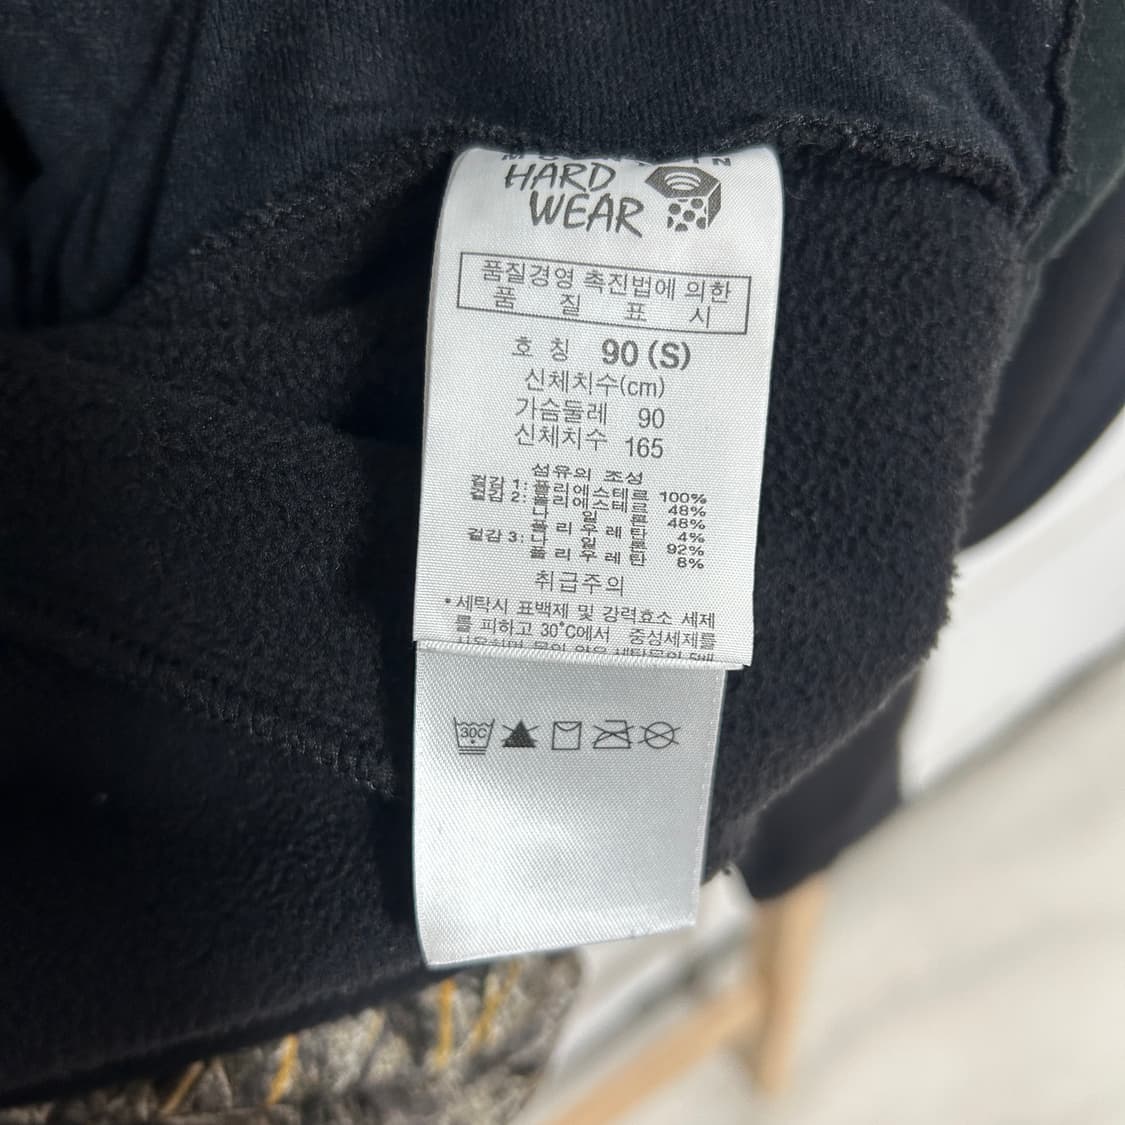 HARD
WEAR
품질경영 촉진법에 의한
품 질 표 시
호 칭 90 (S)
신체치수(cm)
가슴둘레 90
신체치수 165
섬유의 조성
겉감 1: 폴리에스테르 100%
겉감 2: 폴리에스테르 48%
나 일 론 48%
폴 리 우 레 탄 4%
겉감 3: 나 일 론 92%
폴 리 우 레 탄 8%
취급주의
• 세탁시 표백제 및 강력효소 세제
를 피하고 30°C에서 중성세제를
30C